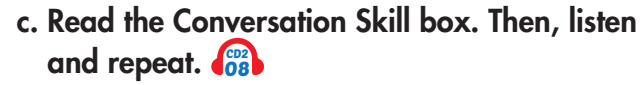 c. Read the Conversation Skill box. Then, listen
and repeat. CD2
08